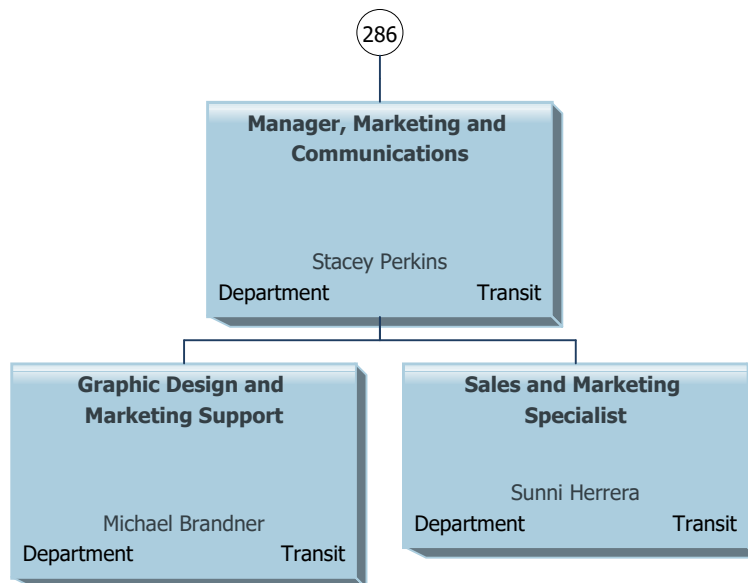 286
Manager, Marketing and
Communications
Stacey Perkins
Department Transit
Graphic Design and
Marketing Support
Michael Brandner
Department Transit
Sales and Marketing
Specialist
Sunni Herrera
Department Transit